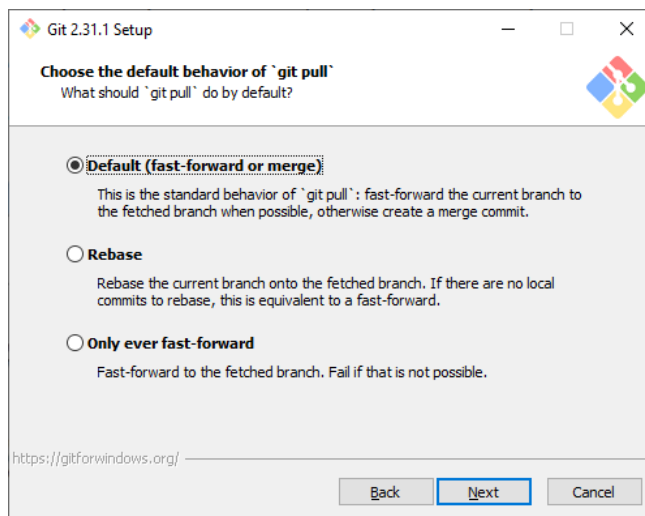 Git 2.31.1 Setup
Choose the default behavior of `git pull`
What should `git pull` do by default?
Default (fast-forward or merge)
This is the standard behavior of `git pull`: fast-forward the current branch to
the fetched branch when possible, otherwise create a merge commit.
Rebase
Rebase the current branch onto the fetched branch. If there are no local
commits to rebase, this is equivalent to a fast-forward.
Only ever fast-forward
Fast-forward to the fetched branch. Fail if that is not possible.
https://gitforwindows.org/
Back Next Cancel